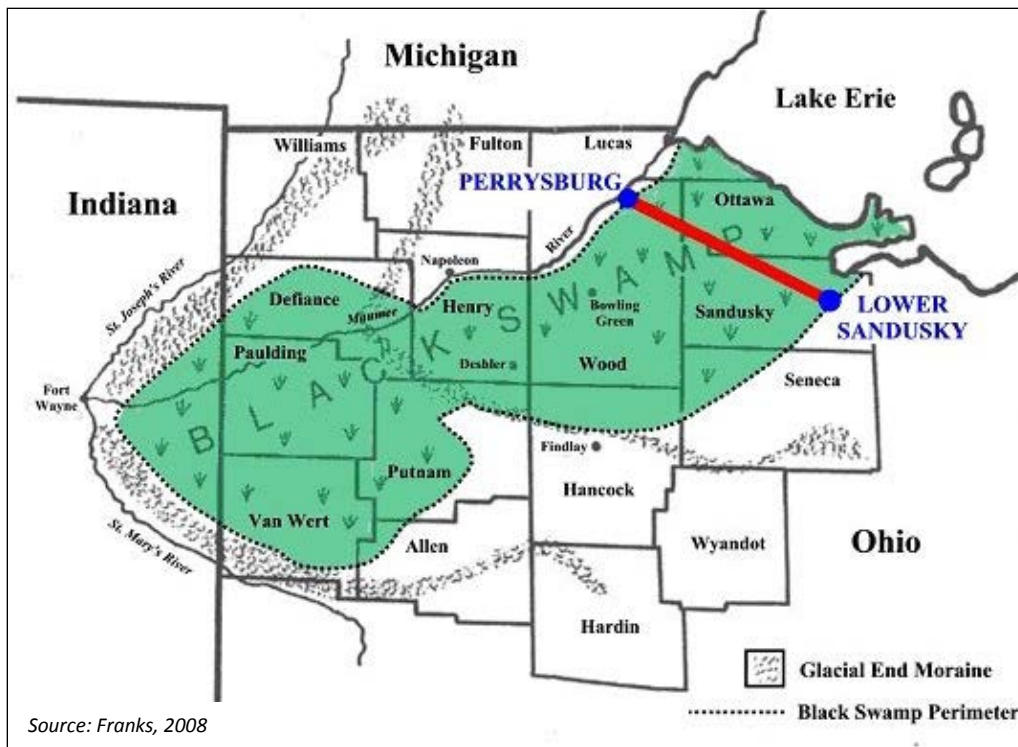 Michigan
Lake Erie
Williams
Fulton
Lucas
PERRYSBURG
Indiana
Ottawa
River
St. Joseph's River
Napoleon
Defiance
Henry
Maumee
Bowling
Green
Sandusky
LOWER
SANDUSKY
Paulding
Deshler
Wood
Seneca
Fort
Wayne
BLACK SWAMP
Findlay
Putnam
Hancock
Van Wert
Allen
Wyandot
Ohio
St. Mary's River
Hardin
Glacial End Moraine
Black Swamp Perimeter
Source: Franks, 2008